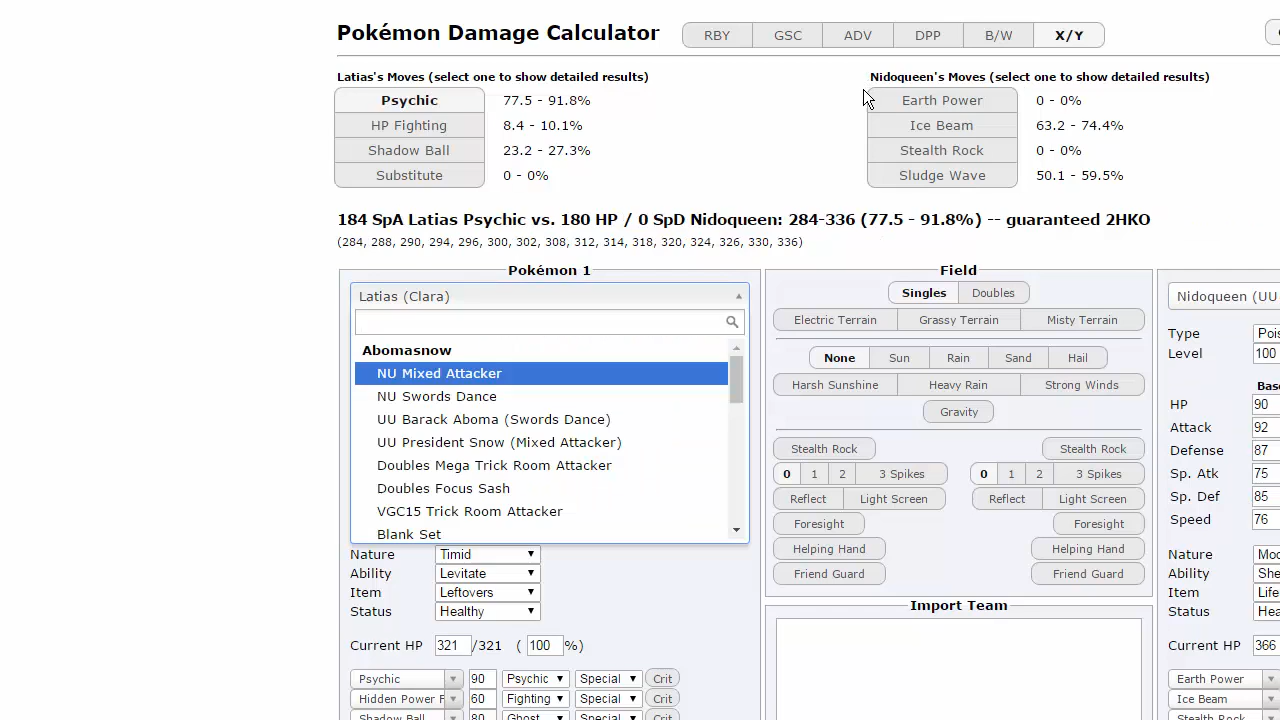 Pokémon Damage Calculator
RBY GSC ADV DPP B/W X/Y
Latias's Moves (select one to show detailed results)
Psychic 77.5 - 91.8%
HP Fighting 8.4 - 10.1%
Shadow Ball 23.2 - 27.3%
Substitute 0 - 0%
Nidoqueen's Moves (select one to show detailed results)
Earth Power 0 - 0%
Ice Beam 63.2 - 74.4%
Stealth Rock 0 - 0%
Sludge Wave 50.1 - 59.5%
184 SpA Latias Psychic vs. 180 HP / 0 SpD Nidoqueen: 284-336 (77.5 - 91.8%) -- guaranteed 2HKO
(284, 288, 290, 294, 296, 300, 302, 308, 312, 314, 318, 320, 324, 326, 330, 336)
Pokémon 1
Latias (Clara)
Abomasnow
NU Mixed Attacker
NU Swords Dance
UU Barack Aboma (Swords Dance)
UU President Snow (Mixed Attacker)
Doubles Mega Trick Room Attacker
Doubles Focus Sash
VGC15 Trick Room Attacker
Blank Set
Nature Timid
Ability Levitate
Item Leftovers
Status Healthy
Current HP 321 /321 ( 100 %)
Psychic 90 Psychic Special Crit
Hidden Power F 60 Fighting Special Crit
Shadow Ball 80 Ghost Special Crit
Field
Singles Doubles
Electric Terrain Grassy Terrain Misty Terrain
None Sun Rain Sand Hail
Harsh Sunshine Heavy Rain Strong Winds
Gravity
Stealth Rock Stealth Rock
0 1 2 3 Spikes 0 1 2 3 Spikes
Reflect Light Screen Reflect Light Screen
Foresight Foresight
Helping Hand Helping Hand
Friend Guard Friend Guard
Import Team
Nidoqueen (UU
Type Pois
Level 100
Base
HP 90
Attack 92
Defense 87
Sp. Atk 75
Sp. Def 85
Speed 76
Nature Mod
Ability She
Item Life
Status Hea
Current HP 366
Earth Power
Ice Beam
Stealth Rock